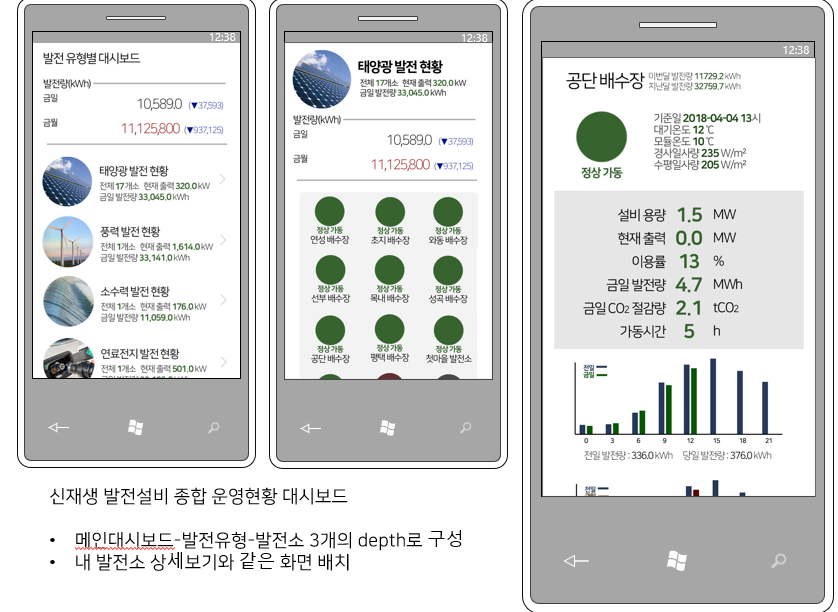 12:38
발전 유형별 대시보드
발전량(kWh)
금일
10,589.0 (▼37,593)
금월
11,125,800 (▼937,125)
태양광 발전 현황
전체 17개소 현재 출력 320.0 kW
금일 발전량 33,045.0 kWh
풍력 발전 현황
전체 1개소 현재 출력 1,614.0 kW
금일 발전량 33,141.0 kWh
소수력 발전 현황
전체 1개소 현재 출력 176.0 kW
금일 발전량 11,059.0 kWh
연료전지 발전 현황
전체 1개소 현재 출력 501.0 kW
12:38
태양광 발전 현황
전체 17개소 현재 출력 320.0 kW
금일 발전량 33,045.0 kWh
발전량(kWh)
금일
10,589.0 (▼37,593)
금월
11,125,800 (▼937,125)
정상 가동 정상 가동 정상 가동
안성 배수장 초지 배수장 와동 배수장
정상 가동 정상 가동 정상 가동
선부 배수장 목내 배수장 성곡 배수장
정상 가동 정상 가동 정상 가동
공단 배수장 평택 배수장 첫마을 발전소
12:38
공단 배수장
이번달 발전량 11729.2 kWh
지난달 발전량 32759.7 kWh
정상 가동
기준일 2018-04-04 13시
대기온도 12 ℃
모듈온도 10 ℃
경사일사량 235 W/m²
수평일사량 205 W/m²
설비 용량 1.5 MW
현재 출력 0.0 MW
이용률 13 %
금일 발전량 4.7 MWh
금일 CO2 절감량 2.1 tCO2
가동시간 5 h
전일
금일
0 3 6 9 12 15 18 21
전일 발전량 : 336.0 kWh 당일 발전량 : 376.0 kWh
전일
신재생 발전설비 종합 운영현황 대시보드
• 메인대시보드-발전유형-발전소 3개의 depth로 구성
• 내 발전소 상세보기와 같은 화면 배치